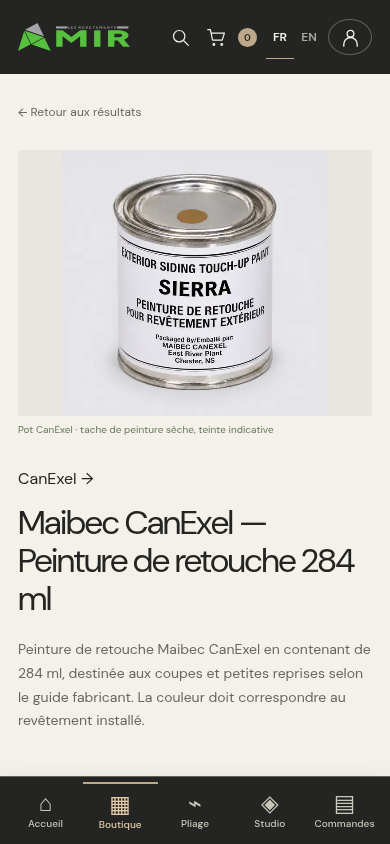 LES REVÊTEMENTS
AMIR
0
FR
EN
← Retour aux résultats
EXTERIOR SIDING TOUCH-UP PAINT
SIERRA
PEINTURE DE RETOUCHE
POUR REVÊTEMENT EXTÉRIEUR
Packaged By/Emballé par:
MAIBEC CANEXEL
East River Plant
Chester, NS
Pot CanExel · tache de peinture sèche, teinte indicative
CanExel →
Maibec CanExel —
Peinture de retouche 284
ml
Peinture de retouche Maibec CanExel en contenant de
284 ml, destinée aux coupes et petites reprises selon
le guide fabricant. La couleur doit correspondre au
revêtement installé.
Accueil
Boutique
Pliage
Studio
Commandes